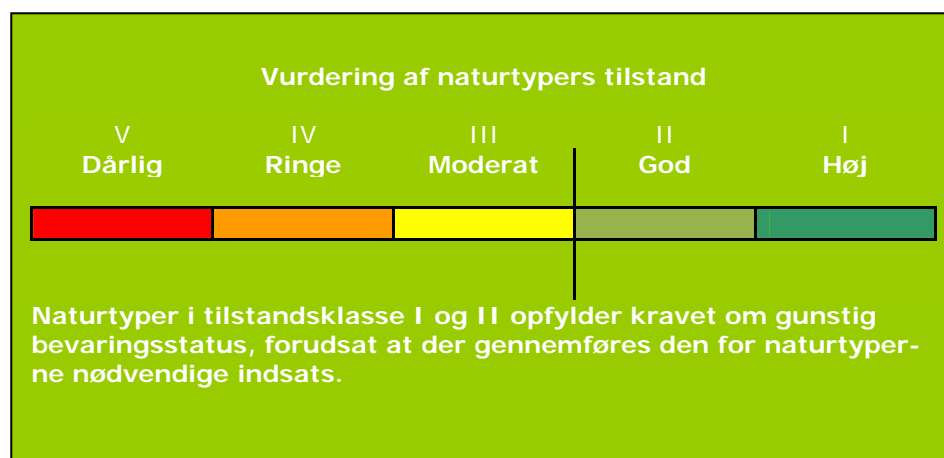 Vurdering af naturtypers tilstand
V IV III II I
Dårlig Ringe Moderat God Høj
Naturtyper i tilstandsklasse I og II opfylder kravet om gunstig
bevaringsstatus, forudsat at der gennemføres den for naturtyper-
ne nødvendige indsats.